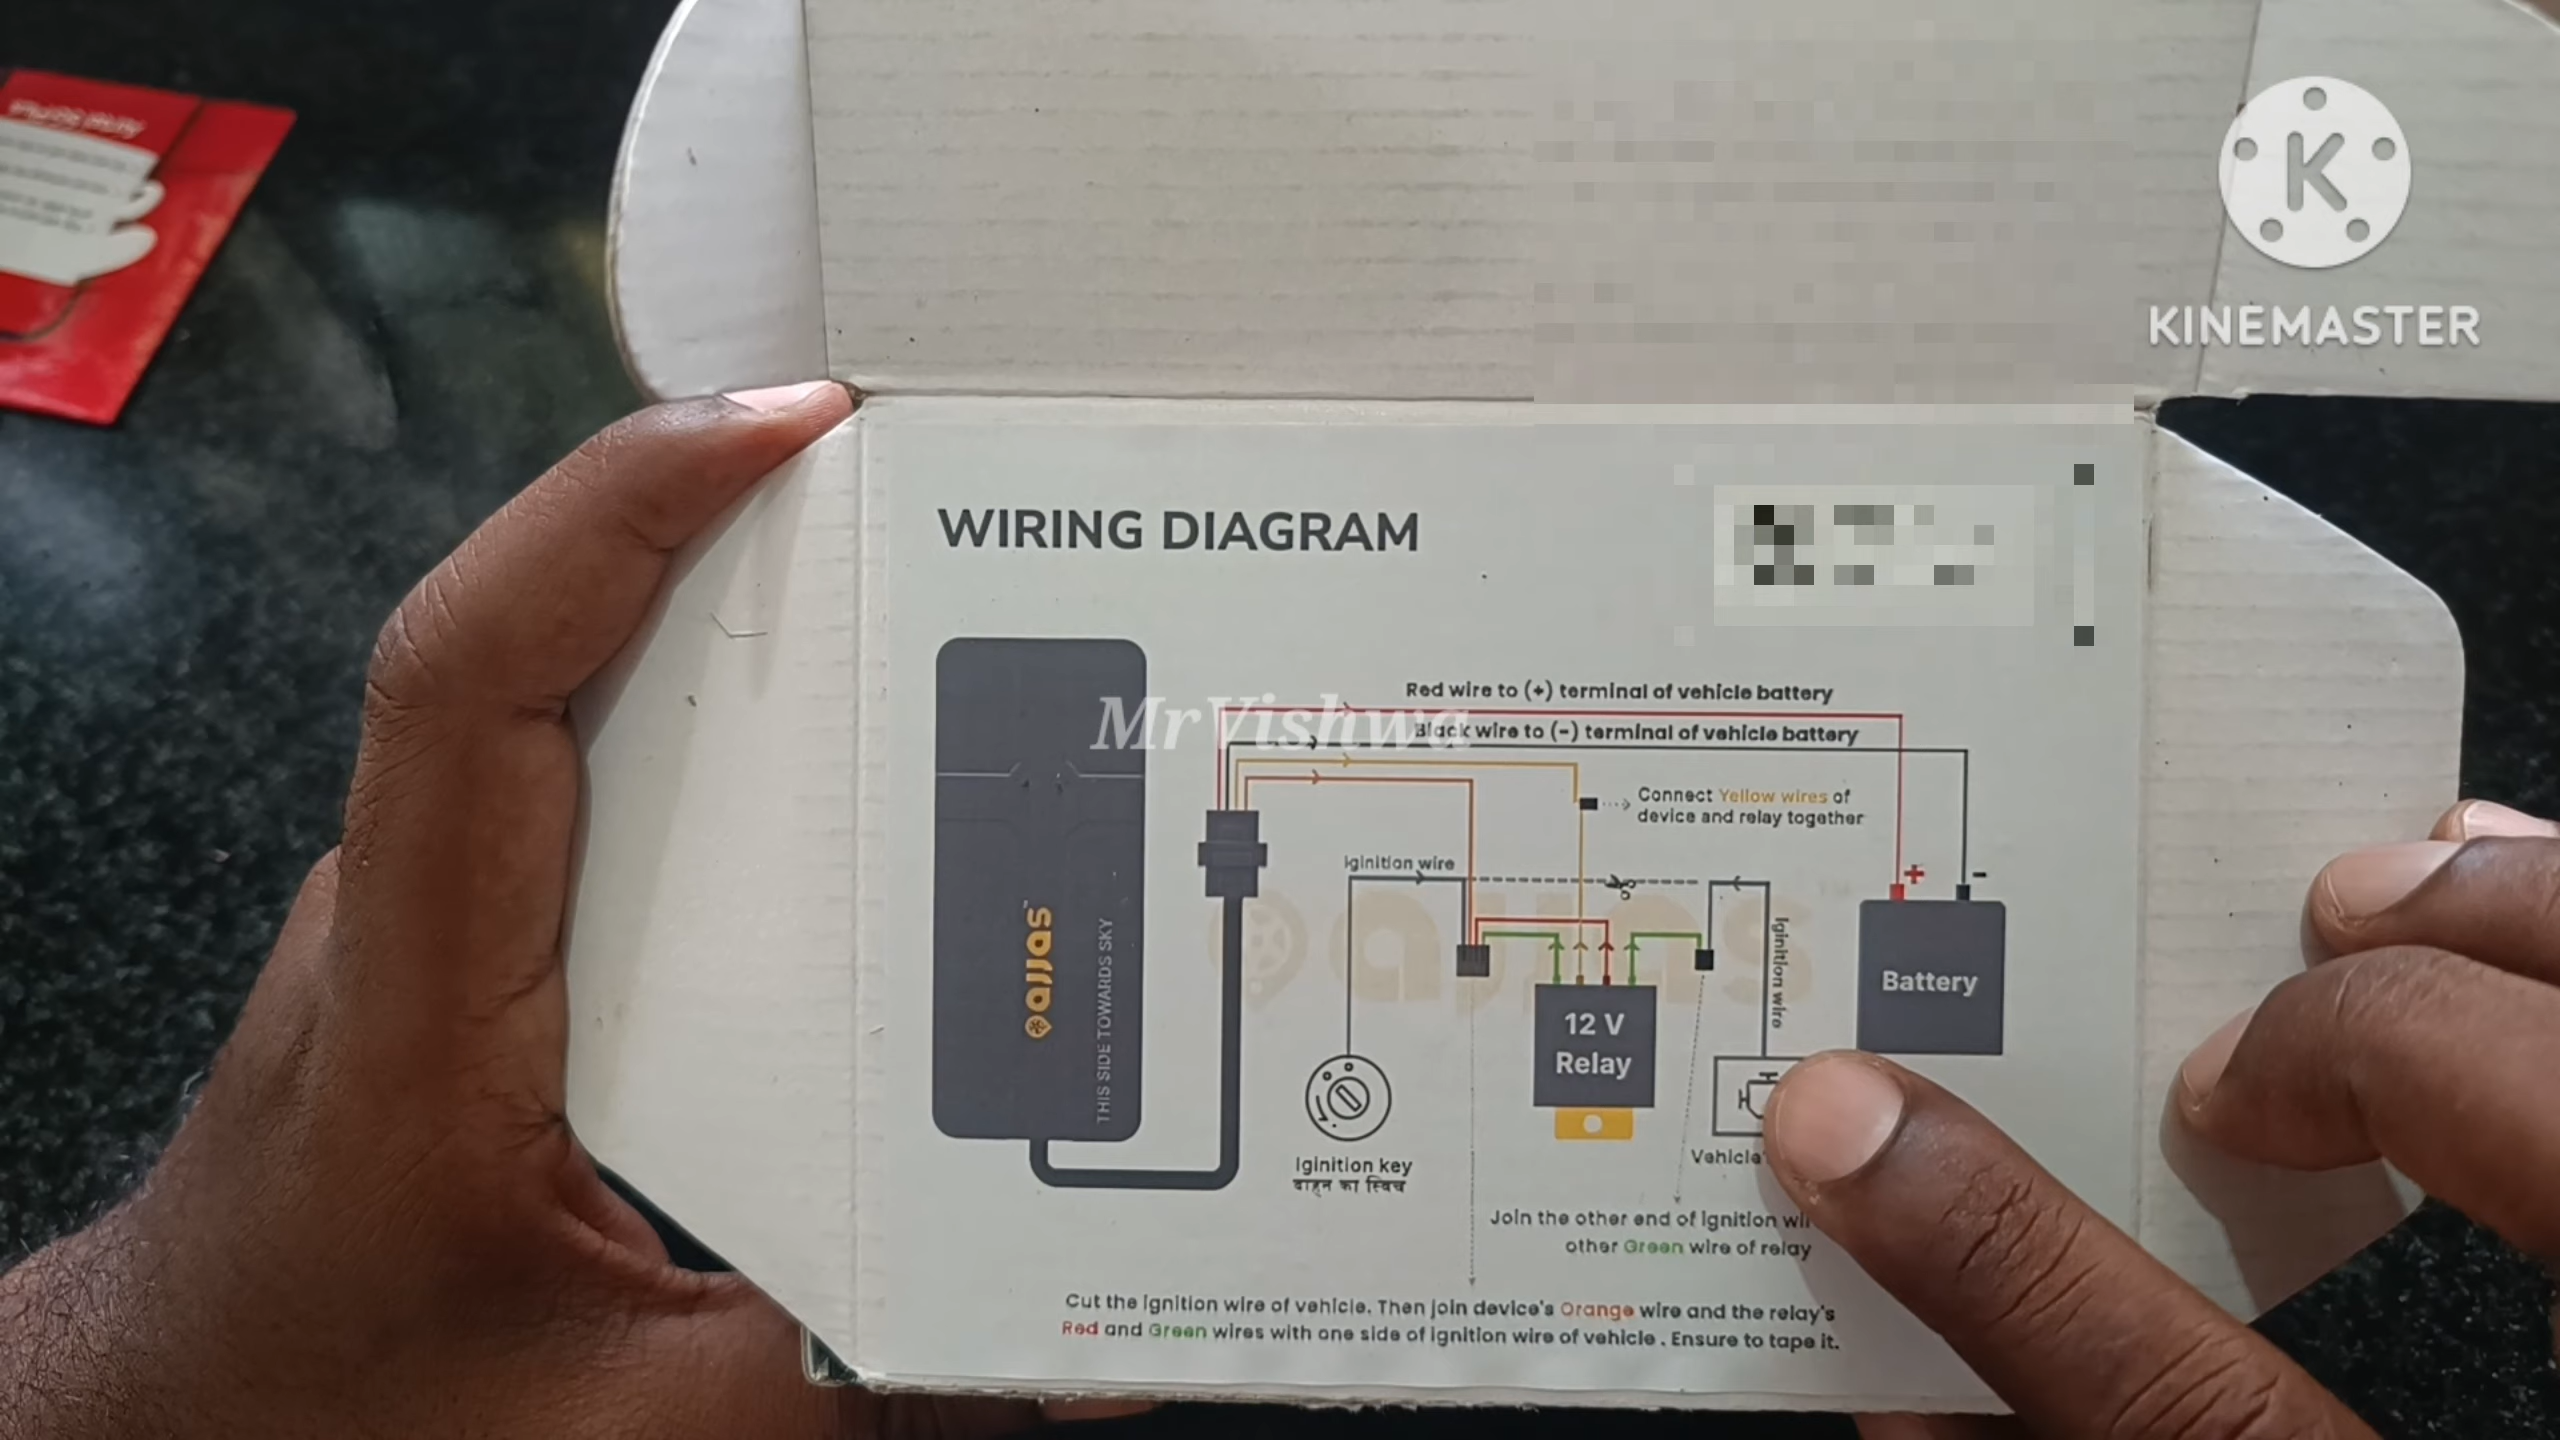 KINEMASTER
WIRING DIAGRAM
MrVishwa
Red wire to (+) terminal of vehicle battery
Black wire to (-) terminal of vehicle battery
Connect Yellow wires of
device and relay together
Iginition wire
+ -
Iginition wire
ajjas
THIS SIDE TOWARDS SKY
ajjas
Battery
12 V
Relay
Vehicle
Iginition key
वाहन का स्विच
Join the other end of ignition
other Green wire of relay
Cut the ignition wire of vehicle. Then join device's Orange wire and the relay's
Red and Green wires with one side of ignition wire of vehicle . Ensure to tape it.